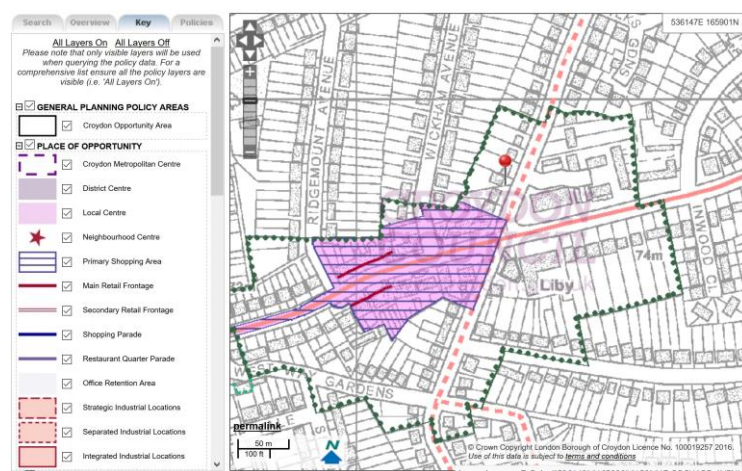 Search Overview Key Policies
All Layers On All Layers Off
Please note that only visible layers will be used
when querying the policy data. For a
comprehensive list ensure all the policy layers are
visible (i.e. 'All Layers On').
GENERAL PLANNING POLICY AREAS
Croydon Opportunity Area
PLACE OF OPPORTUNITY
Croydon Metropolitan Centre
District Centre
Local Centre
Neighbourhood Centre
Primary Shopping Area
Main Retail Frontage
Secondary Retail Frontage
Shopping Parade
Restaurant Quarter Parade
Office Retention Area
Strategic Industrial Locations
Separated Industrial Locations
Integrated Industrial Locations
536147E 165901N
RIDGEMOUNT AVENUE
WICKHAM AVENUE
GDNS
CROYDON
COUNCIL
INWOOD CL
74m
Liby
WAY GARDENS
permalink
50 m
100 ft
N
© Crown Copyright London Borough of Croydon Licence No. 100019257 2016.
Use of this data is subject to terms and conditions